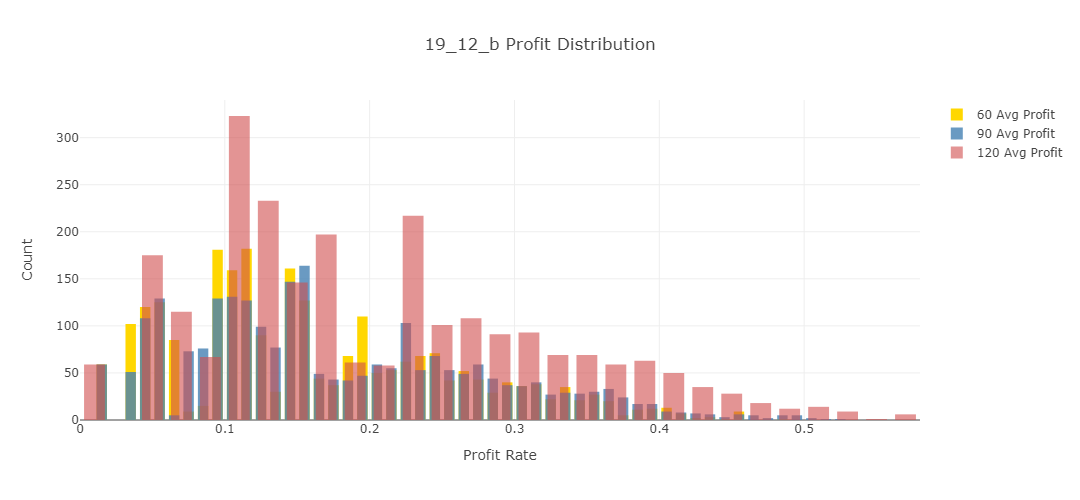 19_12_b Profit Distribution
60 Avg Profit
90 Avg Profit
120 Avg Profit
Count
300
250
200
150
100
50
0
0 0.1 0.2 0.3 0.4 0.5
Profit Rate